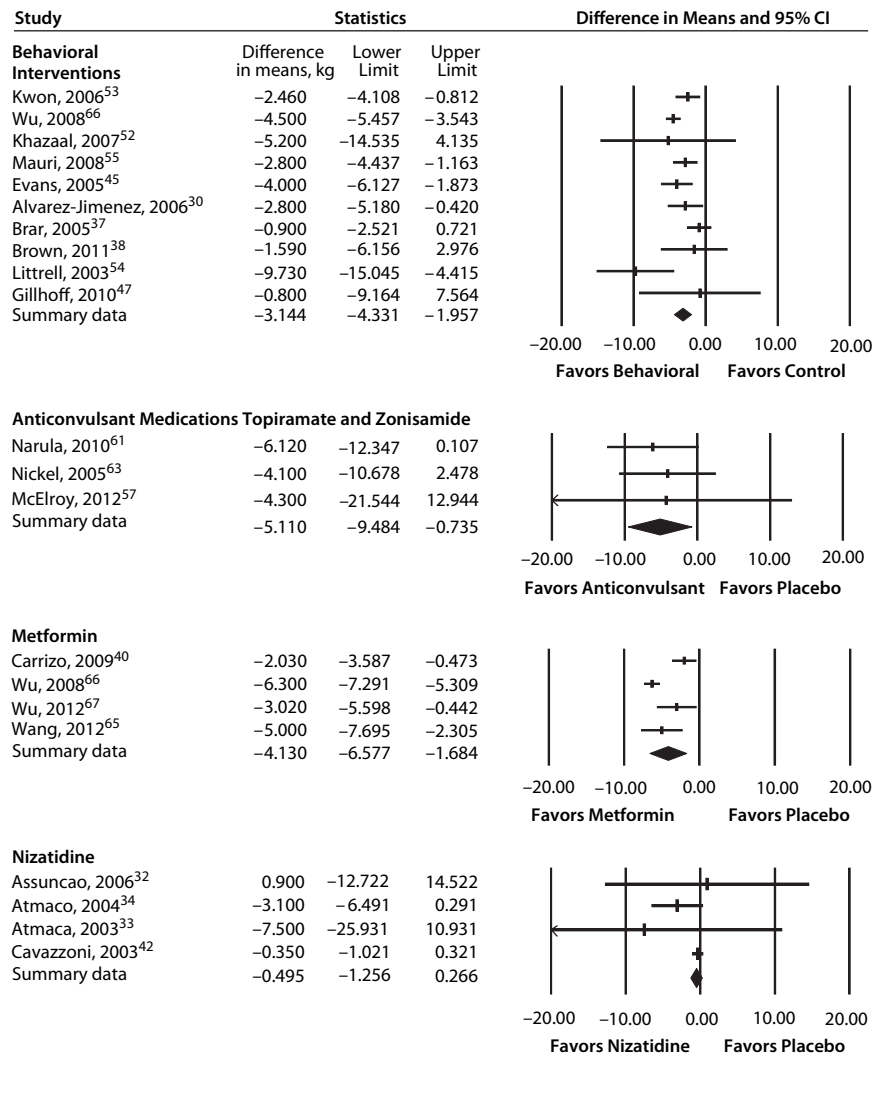 Study Statistics Difference in Means and 95% CI
Behavioral Interventions Difference in means, kg Lower Limit Upper Limit
Kwon, 2006⁵³ –2.460 –4.108 –0.812
Wu, 2008⁶⁶ –4.500 –5.457 –3.543
Khazaal, 2007⁵² –5.200 –14.535 4.135
Mauri, 2008⁵⁵ –2.800 –4.437 –1.163
Evans, 2005⁴⁵ –4.000 –6.127 –1.873
Alvarez-Jimenez, 2006³⁰ –2.800 –5.180 –0.420
Brar, 2005³⁷ –0.900 –2.521 0.721
Brown, 2011³⁸ –1.590 –6.156 2.976
Littrell, 2003⁵⁴ –9.730 –15.045 –4.415
Gillhoff, 2010⁴⁷ –0.800 –9.164 7.564
Summary data –3.144 –4.331 –1.957
–20.00 –10.00 0.00 10.00 20.00
Favors Behavioral Favors Control
Anticonvulsant Medications Topiramate and Zonisamide
Narula, 2010⁶¹ –6.120 –12.347 0.107
Nickel, 2005⁶³ –4.100 –10.678 2.478
McElroy, 2012⁵⁷ –4.300 –21.544 12.944
Summary data –5.110 –9.484 –0.735
–20.00 –10.00 0.00 10.00 20.00
Favors Anticonvulsant Favors Placebo
Metformin
Carrizo, 2009⁴⁰ –2.030 –3.587 –0.473
Wu, 2008⁶⁶ –6.300 –7.291 –5.309
Wu, 2012⁶⁷ –3.020 –5.598 –0.442
Wang, 2012⁶⁵ –5.000 –7.695 –2.305
Summary data –4.130 –6.577 –1.684
–20.00 –10.00 0.00 10.00 20.00
Favors Metformin Favors Placebo
Nizatidine
Assuncao, 2006³² 0.900 –12.722 14.522
Atmaco, 2004³⁴ –3.100 –6.491 0.291
Atmaca, 2003³³ –7.500 –25.931 10.931
Cavazzoni, 2003⁴² –0.350 –1.021 0.321
Summary data –0.495 –1.256 0.266
–20.00 –10.00 0.00 10.00 20.00
Favors Nizatidine Favors Placebo